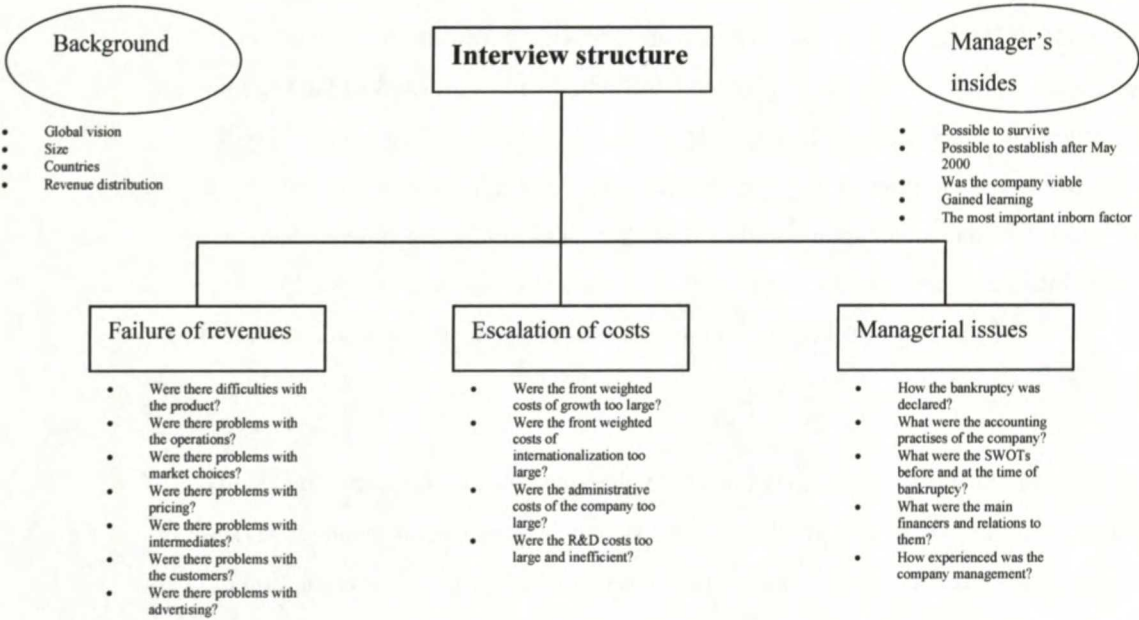 Background
• Global vision
• Size
• Countries
• Revenue distribution
Interview structure
Manager's
insides
• Possible to survive
• Possible to establish after May
2000
• Was the company viable
• Gained learning
• The most important inborn factor
Failure of revenues
• Were there difficulties with
the product?
• Were there problems with
the operations?
• Were there problems with
market choices?
• Were there problems with
pricing?
• Were there problems with
intermediates?
• Were there problems with
the customers?
• Were there problems with
advertising?
Escalation of costs
• Were the front weighted
costs of growth too large?
• Were the front weighted
costs of
internationalization too
large?
• Were the administrative
costs of the company too
large?
• Were the R&D costs too
large and inefficient?
Managerial issues
• How the bankruptcy was
declared?
• What were the accounting
practises of the company?
• What were the SWOTs
before and at the time of
bankruptcy?
• What were the main
financers and relations to
them?
• How experienced was the
company management?